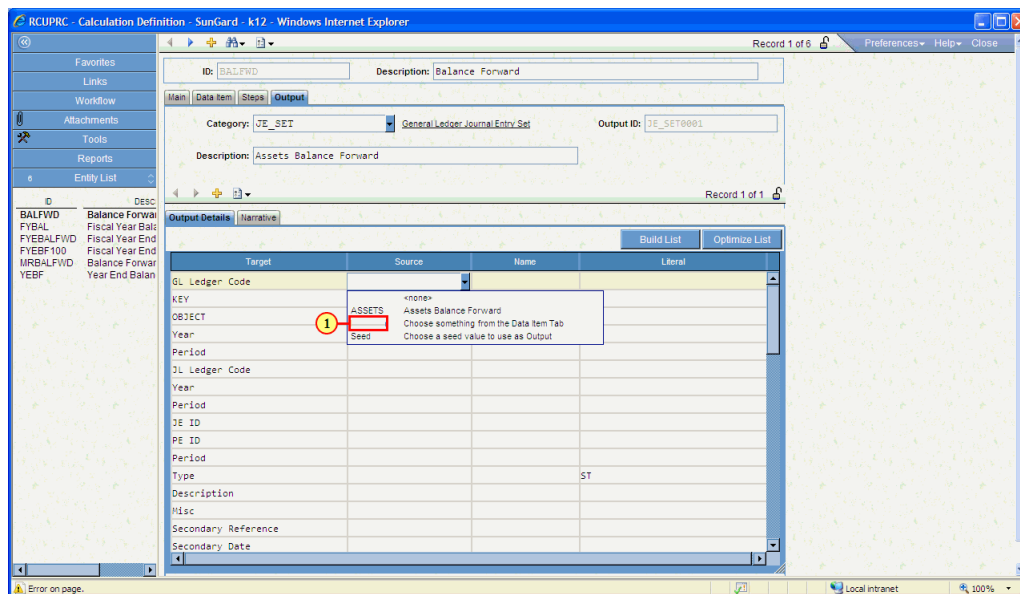 RCUPRC - Calculation Definition - SunGard - k12 - Windows Internet Explorer
Record 1 of 6
Preferences Help Close
Favorites
Links
Workflow
Attachments
Tools
Reports
6 Entity List
ID DESC
BALFWD Balance Forwar
FYBAL Fiscal Year Bala
FYEBALFWD Fiscal Year End
FYEBF100 Fiscal Year End
MRBALFWD Balance Forwar
YEBF Year End Balan
ID: BALFWD Description: Balance Forward
Main Data Item Steps Output
Category: JE_SET General Ledger Journal Entry Set Output ID: JE_SET0001
Description: Assets Balance Forward
Record 1 of 1
Output Details Narrative
Build List Optimize List
Target Source Name Literal
GL Ledger Code
KEY <none>
ASSETS Assets Balance Forward
OBJECT
1 Choose something from the Data Item Tab
Year Seed Choose a seed value to use as Output
Period
JL Ledger Code
Year
Period
JE ID
PE ID
Period
Type ST
Description
Misc
Secondary Reference
Secondary Date
Error on page. Local intranet 100%